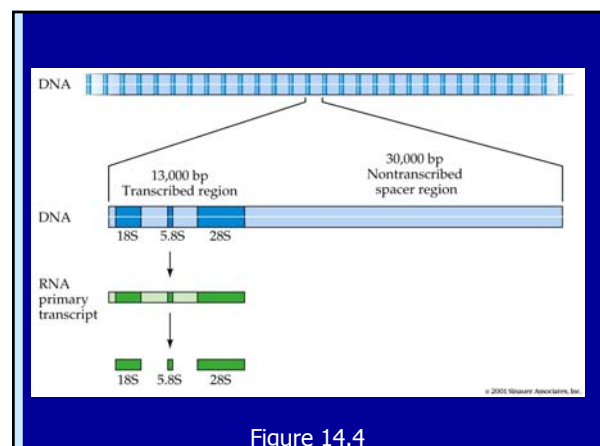 DNA
13,000 bp
Transcribed region
30,000 bp
Nontranscribed
spacer region
DNA
18S 5.8S 28S
RNA
primary
transcript
18S 5.8S 28S
© 2001 Sinauer Associates, Inc.
Figure 14.4